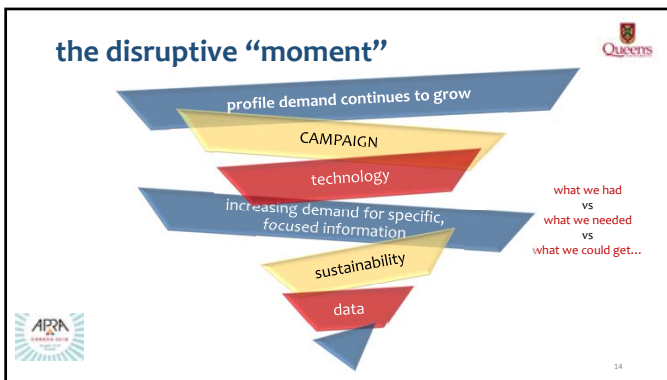 the disruptive “moment”
Queen's
profile demand continues to grow
CAMPAIGN
technology
increasing demand for specific,
focused information
sustainability
data
what we had
vs
what we needed
vs
what we could get…
APRA
14